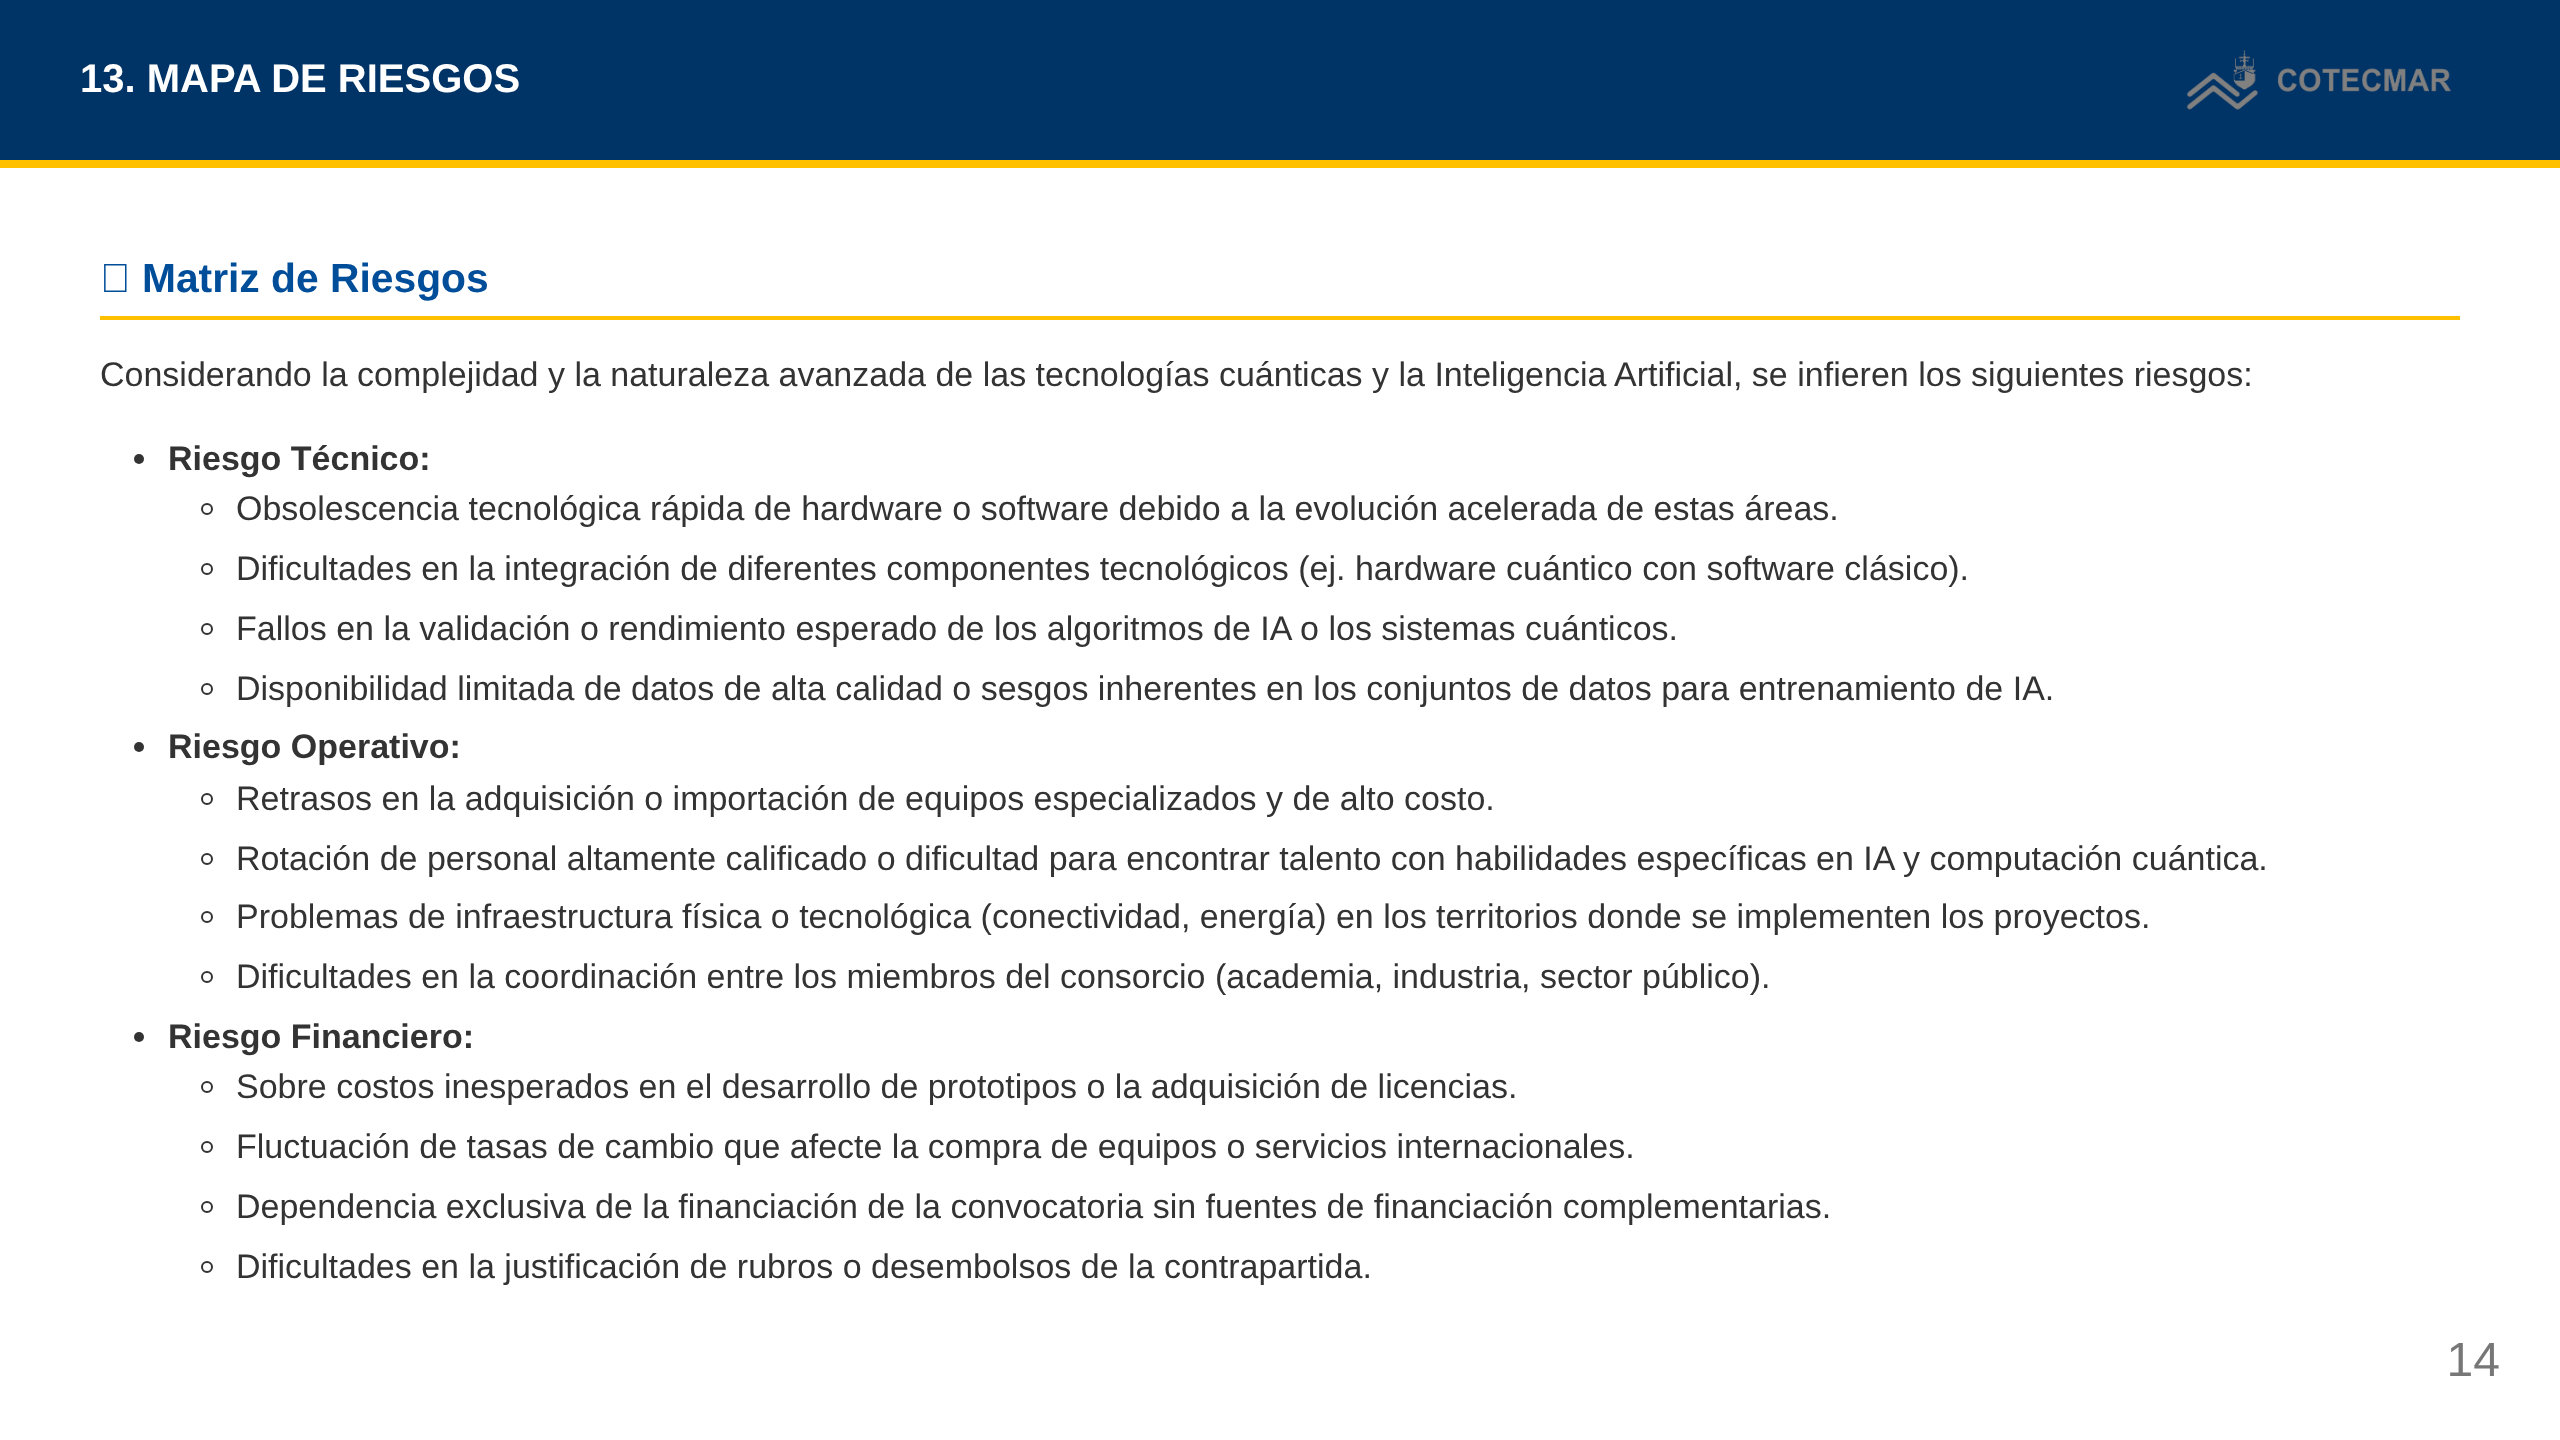 13. MAPA DE RIESGOS
COTECMAR
Matriz de Riesgos
Considerando la complejidad y la naturaleza avanzada de las tecnologías cuánticas y la Inteligencia Artificial, se infieren los siguientes riesgos:
• Riesgo Técnico:
◦ Obsolescencia tecnológica rápida de hardware o software debido a la evolución acelerada de estas áreas.
◦ Dificultades en la integración de diferentes componentes tecnológicos (ej. hardware cuántico con software clásico).
◦ Fallos en la validación o rendimiento esperado de los algoritmos de IA o los sistemas cuánticos.
◦ Disponibilidad limitada de datos de alta calidad o sesgos inherentes en los conjuntos de datos para entrenamiento de IA.
• Riesgo Operativo:
◦ Retrasos en la adquisición o importación de equipos especializados y de alto costo.
◦ Rotación de personal altamente calificado o dificultad para encontrar talento con habilidades específicas en IA y computación cuántica.
◦ Problemas de infraestructura física o tecnológica (conectividad, energía) en los territorios donde se implementen los proyectos.
◦ Dificultades en la coordinación entre los miembros del consorcio (academia, industria, sector público).
• Riesgo Financiero:
◦ Sobre costos inesperados en el desarrollo de prototipos o la adquisición de licencias.
◦ Fluctuación de tasas de cambio que afecte la compra de equipos o servicios internacionales.
◦ Dependencia exclusiva de la financiación de la convocatoria sin fuentes de financiación complementarias.
◦ Dificultades en la justificación de rubros o desembolsos de la contrapartida.
14